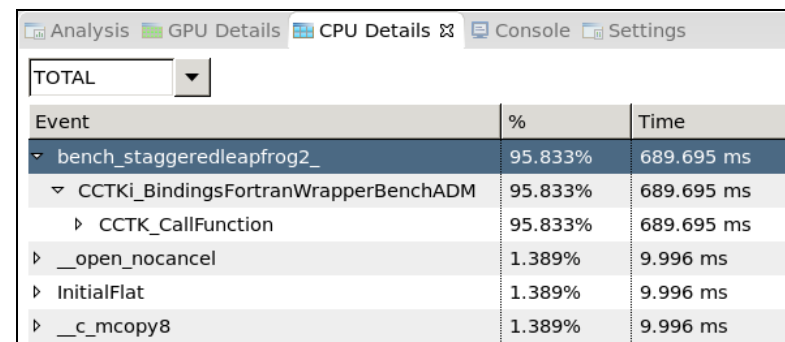 Analysis GPU Details CPU Details Console Settings
TOTAL
Event % Time
bench_staggeredleapfrog2_ 95.833% 689.695 ms
CCTKi_BindingsFortranWrapperBenchADM 95.833% 689.695 ms
CCTK_CallFunction 95.833% 689.695 ms
__open_nocancel 1.389% 9.996 ms
InitialFlat 1.389% 9.996 ms
__c_mcopy8 1.389% 9.996 ms